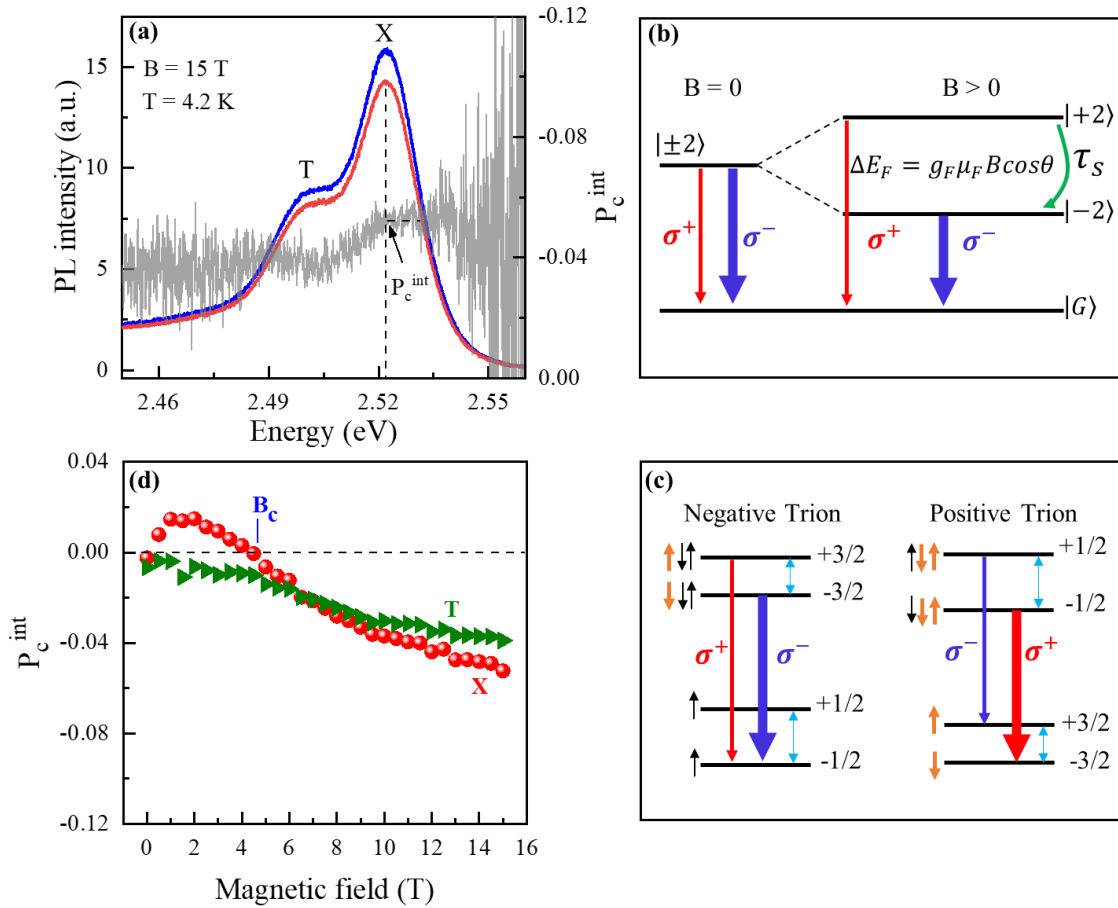 (a)
X
B = 15 T
T = 4.2 K
T
P_c^int
15
10
5
0
PL intensity (a.u.)
-0.12
-0.08
-0.04
0.00
P_c^int
2.46
2.49
2.52
2.55
Energy (eV)
(b)
B = 0
B > 0
|±2⟩
|+2⟩
ΔE_F = g_F μ_F B cosθ
τ_s
|−2⟩
σ⁺
σ⁻
σ⁺
σ⁻
|G⟩
(d)
B_c
T
X
0.04
0.00
-0.04
-0.08
-0.12
P_c^int
0
2
4
6
8
10
12
14
16
Magnetic field (T)
(c)
Negative Trion
Positive Trion
+3/2
-3/2
σ⁺
σ⁻
+1/2
-1/2
+1/2
-1/2
σ⁻
σ⁺
+3/2
-3/2